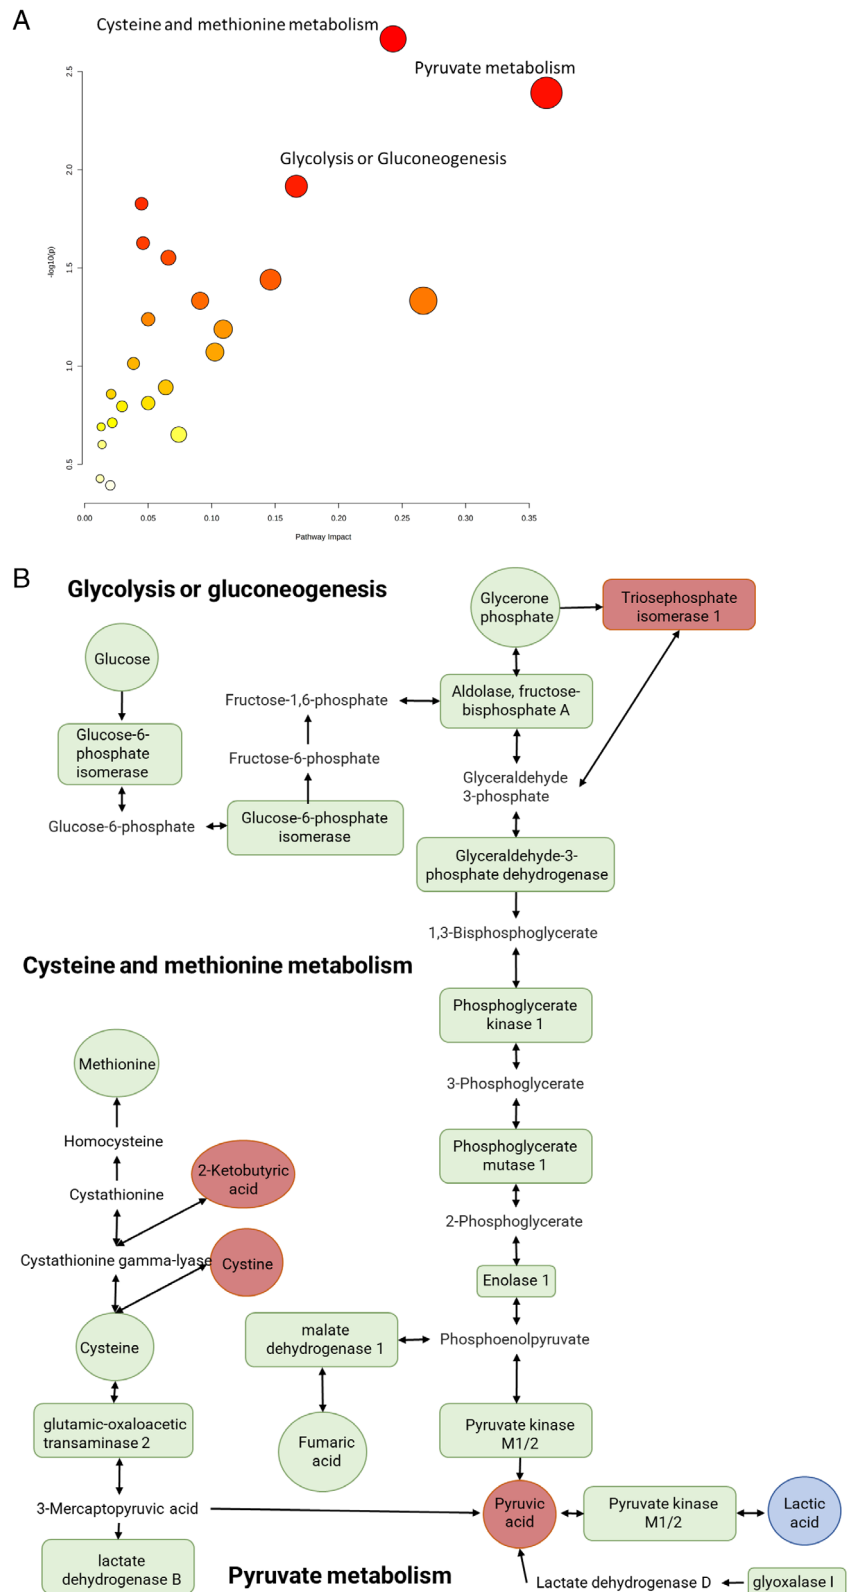 A
Cysteine and methionine metabolism
Pyruvate metabolism
Glycolysis or Gluconeogenesis
-log10(p)
2.5
2.0
1.5
1.0
0.5
0.00 0.05 0.10 0.15 0.20 0.25 0.30 0.35
Pathway Impact
B
Glycolysis or gluconeogenesis
Glucose
Glucose-6-
phosphate
isomerase
Glucose-6-phosphate
Fructose-1,6-phosphate
Fructose-6-phosphate
Glucose-6-phosphate
isomerase
Glycerone
phosphate
Triosephosphate
isomerase 1
Aldolase, fructose-
bisphosphate A
Glyceraldehyde
3-phosphate
Glyceraldehyde-3-
phosphate dehydrogenase
1,3-Bisphosphoglycerate
Phosphoglycerate
kinase 1
3-Phosphoglycerate
Phosphoglycerate
mutase 1
2-Phosphoglycerate
Enolase 1
Phosphoenolpyruvate
malate
dehydrogenase 1
Fumaric
acid
Pyruvate kinase
M1/2
Cysteine and methionine metabolism
Methionine
Homocysteine
Cystathionine
2-Ketobutyric
acid
Cystathionine gamma-lyase
Cystine
Cysteine
glutamic-oxaloacetic
transaminase 2
3-Mercaptopyruvic acid
lactate
dehydrogenase B
Pyruvic
acid
Pyruvate kinase
M1/2
Lactic
acid
Pyruvate metabolism
Lactate dehydrogenase D
glyoxalase I